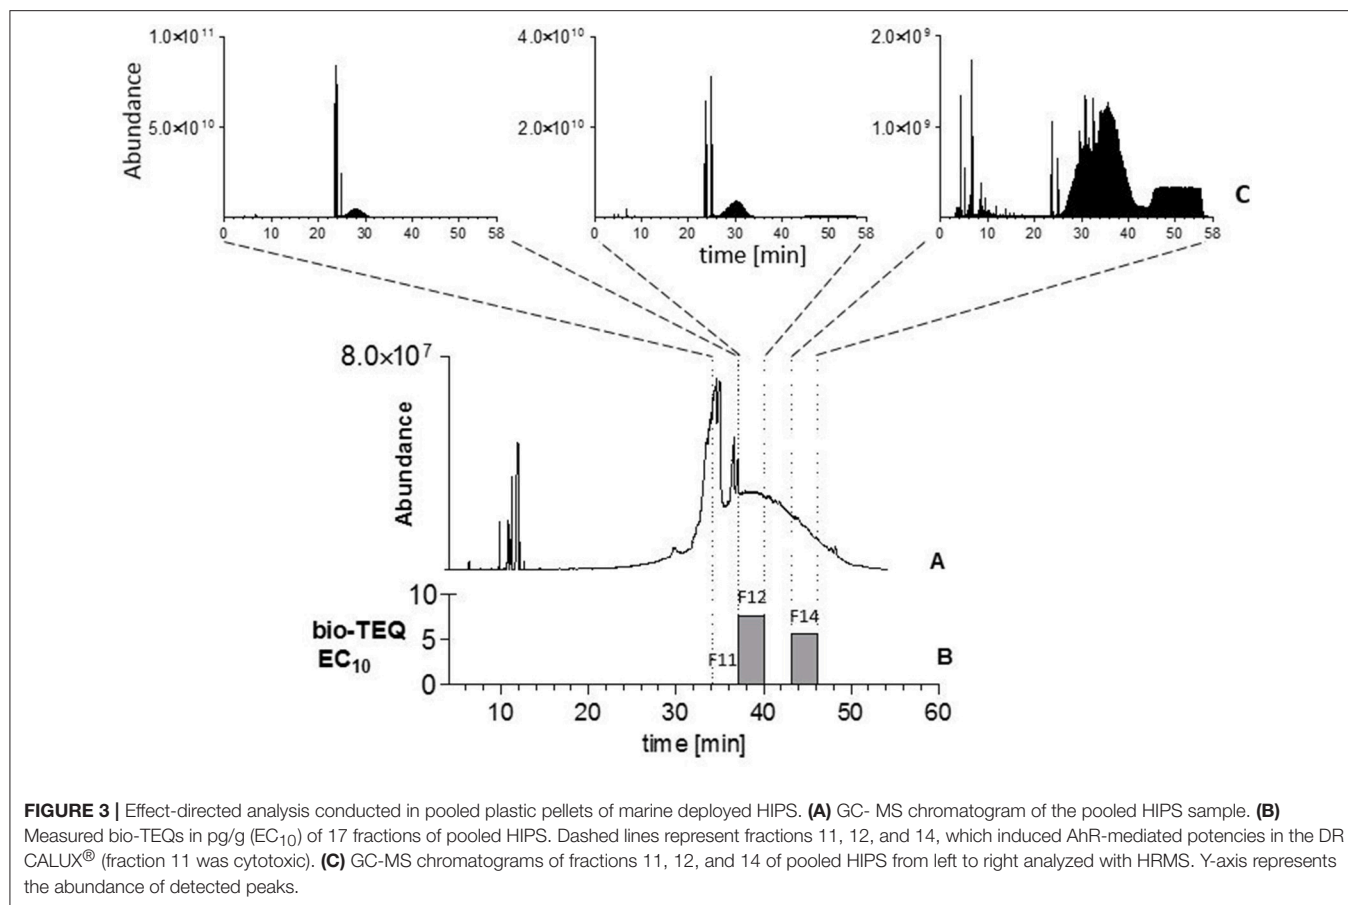 1.0×10¹¹
5.0×10¹⁰
Abundance
0 10 20 30 40 50 58
4.0×10¹⁰
2.0×10¹⁰
0 10 20 30 40 50 58
time [min]
2.0×10⁹
1.0×10⁹
0 10 20 30 40 50 58
C
8.0×10⁷
Abundance
A
10
5
0
bio-TEQ
EC₁₀
F11
F12
F14
B
10 20 30 40 50 60
time [min]
FIGURE 3 | Effect-directed analysis conducted in pooled plastic pellets of marine deployed HIPS. (A) GC- MS chromatogram of the pooled HIPS sample. (B)
Measured bio-TEQs in pg/g (EC₁₀) of 17 fractions of pooled HIPS. Dashed lines represent fractions 11, 12, and 14, which induced AhR-mediated potencies in the DR
CALUX® (fraction 11 was cytotoxic). (C) GC-MS chromatograms of fractions 11, 12, and 14 of pooled HIPS from left to right analyzed with HRMS. Y-axis represents
the abundance of detected peaks.